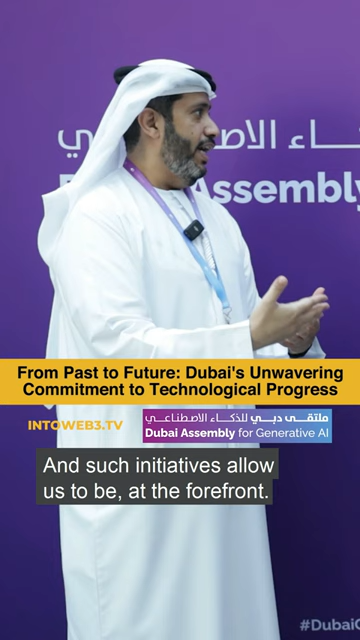 Assembly
From Past to Future: Dubai's Unwavering
Commitment to Technological Progress
INTOWEB3.TV
ملتقى دبي للذكاء الاصطناعي
Dubai Assembly for Generative AI
And such initiatives allow
us to be, at the forefront.